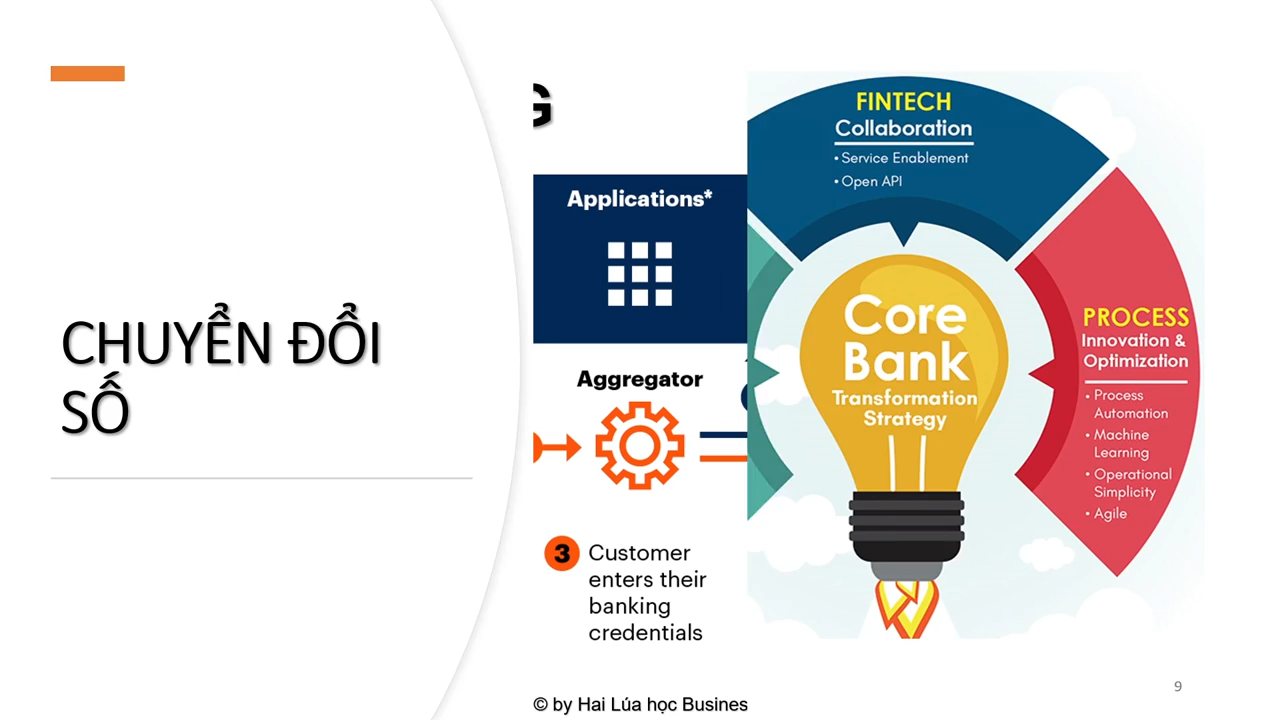 CHUYỂN ĐỔI
SỐ
G
Applications*
Aggregator
3
Customer
enters their
banking
credentials
FINTECH
Collaboration
• Service Enablement
• Open API
Core
Bank
Transformation
Strategy
PROCESS
Innovation &
Optimization
• Process
Automation
• Machine
Learning
• Operational
Simplicity
• Agile
© by Hai Lúa học Busines
9